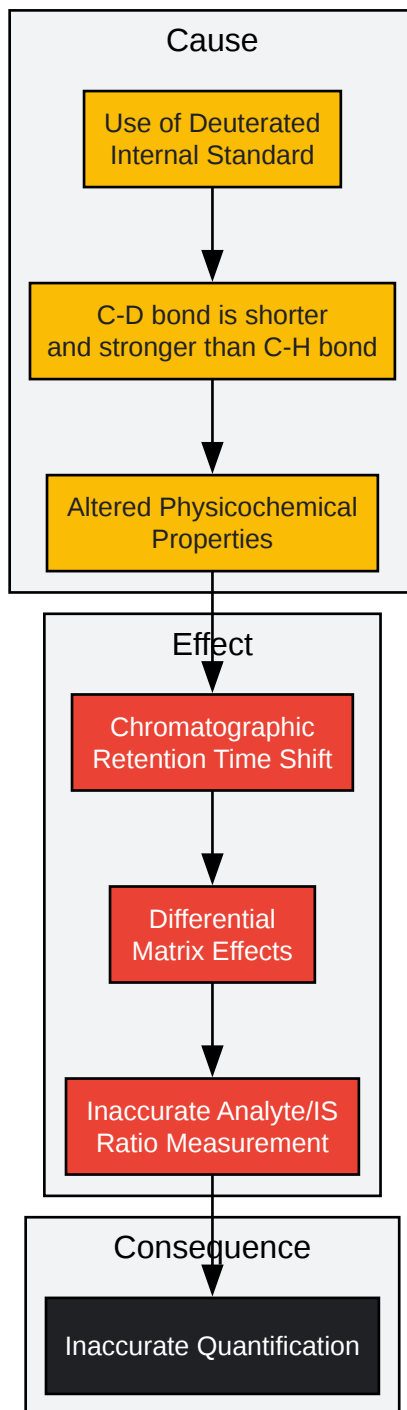 Cause
Use of Deuterated
Internal Standard
C-D bond is shorter
and stronger than C-H bond
Altered Physicochemical
Properties
Effect
Chromatographic
Retention Time Shift
Differential
Matrix Effects
Inaccurate Analyte/IS
Ratio Measurement
Consequence
Inaccurate Quantification